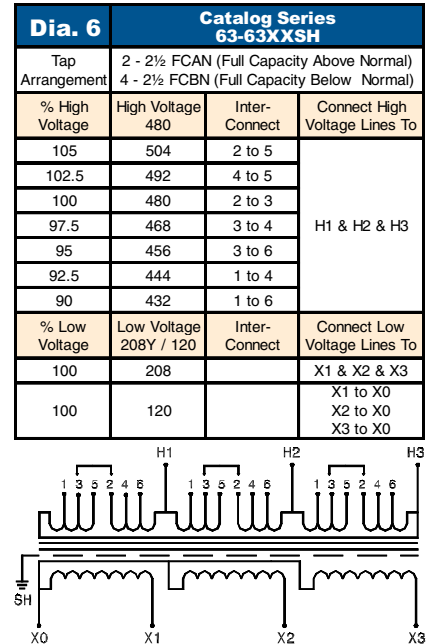 Dia. 6
Catalog Series
63-63XXSH
Tap
Arrangement
2 - 2½ FCAN (Full Capacity Above Normal)
4 - 2½ FCBN (Full Capacity Below Normal)
% High
Voltage
High Voltage
480
Inter-
Connect
Connect High
Voltage Lines To
105 504 2 to 5
102.5 492 4 to 5
100 480 2 to 3
97.5 468 3 to 4
95 456 3 to 6
92.5 444 1 to 4
90 432 1 to 6
H1 & H2 & H3
% Low
Voltage
Low Voltage
208Y / 120
Inter-
Connect
Connect Low
Voltage Lines To
100 208 X1 & X2 & X3
100 120
X1 to X0
X2 to X0
X3 to X0
H1 H2 H3
1 3 5 2 4 6 1 3 5 2 4 6 1 3 5 2 4 6
SH
X0 X1 X2 X3